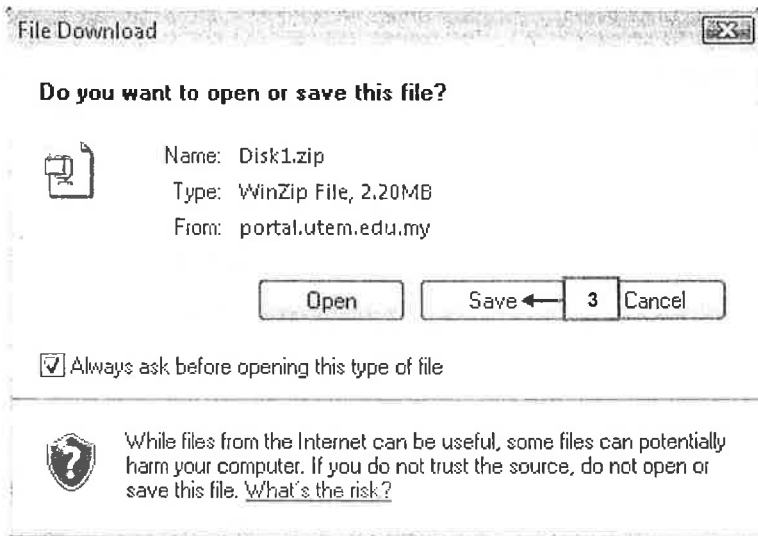 File Download
Do you want to open or save this file?
Name: Disk1.zip
Type: WinZip File, 2.20MB
From: portal.utem.edu.my
Open Save 3 Cancel
Always ask before opening this type of file
While files from the Internet can be useful, some files can potentially
harm your computer. If you do not trust the source, do not open or
save this file. What's the risk?